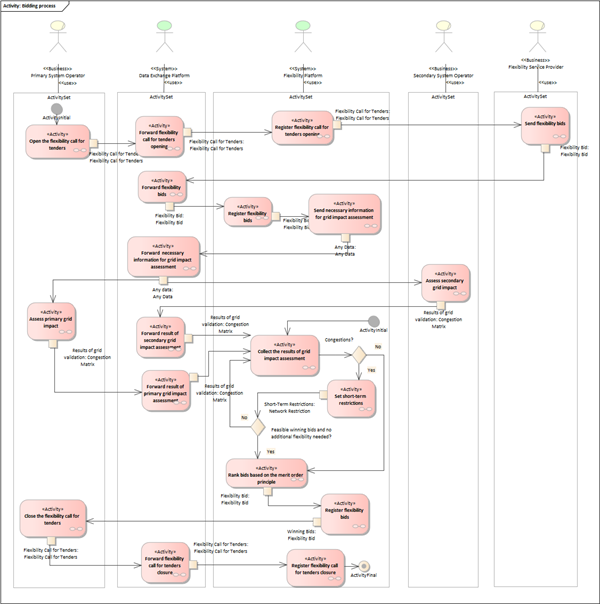 Activity: Bidding process
«Business»
Primary System Operator
«use»
«System»
Data Exchange Platform
«use»
«System»
Flexibility Platform
«use»
«Business»
Secondary System Operator
«use»
«Business»
Flexibility Service Provider
«use»
ActivitySet
ActivitySet
ActivitySet
ActivitySet
ActivitySet
ActivityInitial
«Activity»
Open the flexibility call for
tenders
Flexibility Call for Tenders:
Flexibility Call for Tenders
«Activity»
Forward flexibility
call for tenders
opening
Flexibility Call for Tenders:
Flexibility Call for Tenders
«Activity»
Register flexibility call for
tenders opening
Flexibility Call for Tenders:
Flexibility Call for Tenders
«Activity»
Send flexibility bids
Flexibility Bid:
Flexibility Bid
«Activity»
Forward flexibility
bids
Flexibility Bid:
Flexibility Bid
«Activity»
Register flexibility
bids
Flexibility Bid:
Flexibility Bid
«Activity»
Send necessary information
for grid impact assessment
Any Data:
Any Data
«Activity»
Forward necessary
information for grid impact
assessment
Any data:
Any Data
«Activity»
Assess secondary
grid impact
Results of grid
validation: Congestion
Matrix
«Activity»
Assess primary grid
impact
Results of grid
validation: Congestion
Matrix
«Activity»
Forward result of
secondary grid
impact assessment
Results of grid
validation: Congestion
Matrix
«Activity»
Forward result of
primary grid impact
assessment
Results of grid
validation: Congestion
Matrix
ActivityInitial
«Activity»
Collect the results of grid
impact assessment
Congestions?
No
Yes
«Activity»
Set short-term
restrictions
Short-Term Restrictions:
Network Restriction
No
Feasible winning bids and no
additional flexibility needed?
Yes
«Activity»
Rank bids based on the merit order
principle
Flexibility Bid:
Flexibility Bid
«Activity»
Register flexibility
bids
Winning Bids:
Flexibility Bid
«Activity»
Close the flexibility call for
tenders
Flexibility Call for Tenders:
Flexibility Call for Tenders
«Activity»
Forward flexibility
call for tenders
closure
Flexibility Call for Tenders:
Flexibility Call for Tenders
«Activity»
Register flexibility call
for tenders closure
ActivityFinal